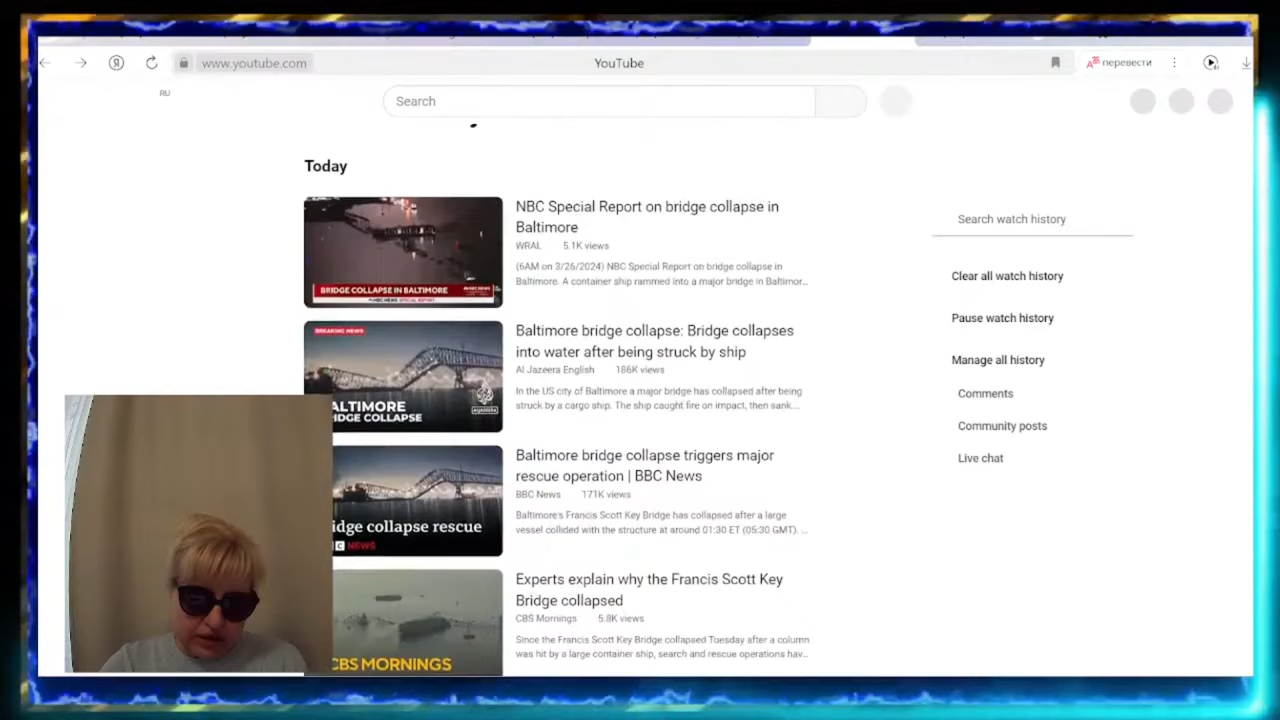 www.youtube.com
YouTube
перевести
RU
Search
Today
BRIDGE COLLAPSE IN BALTIMORE
NBC Special Report on bridge collapse in
Baltimore
WRAL 5.1K views
(6AM on 3/26/2024) NBC Special Report on bridge collapse in
Baltimore. A container ship rammed into a major bridge in Baltimor...
BREAKING NEWS
ALTIMORE
IDGE COLLAPSE
ALJAZEERA
Baltimore bridge collapse: Bridge collapses
into water after being struck by ship
Al Jazeera English 186K views
In the US city of Baltimore a major bridge has collapsed after being
struck by a cargo ship. The ship caught fire on impact, then sank....
idge collapse rescue
C NEWS
Baltimore bridge collapse triggers major
rescue operation | BBC News
BBC News 171K views
Baltimore's Francis Scott Key Bridge has collapsed after a large
vessel collided with the structure at around 01:30 ET (05:30 GMT). ...
CBS MORNINGS
Experts explain why the Francis Scott Key
Bridge collapsed
CBS Mornings 5.8K views
Since the Francis Scott Key Bridge collapsed Tuesday after a column
was hit by a large container ship, search and rescue operations hav...
Search watch history
Clear all watch history
Pause watch history
Manage all history
Comments
Community posts
Live chat